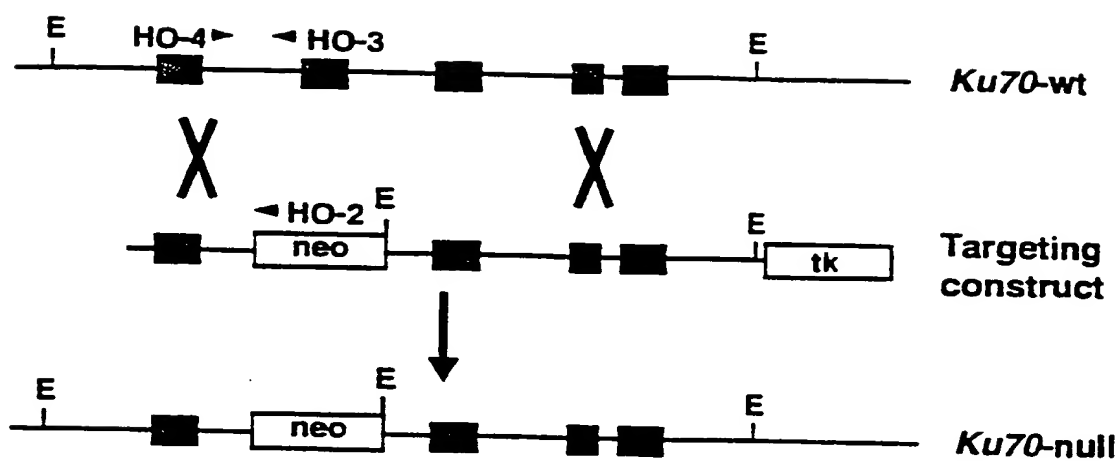 E HO-4 HO-3 E
Ku70-wt
HO-2 E E
neo tk Targeting
construct
E E E
neo Ku70-null